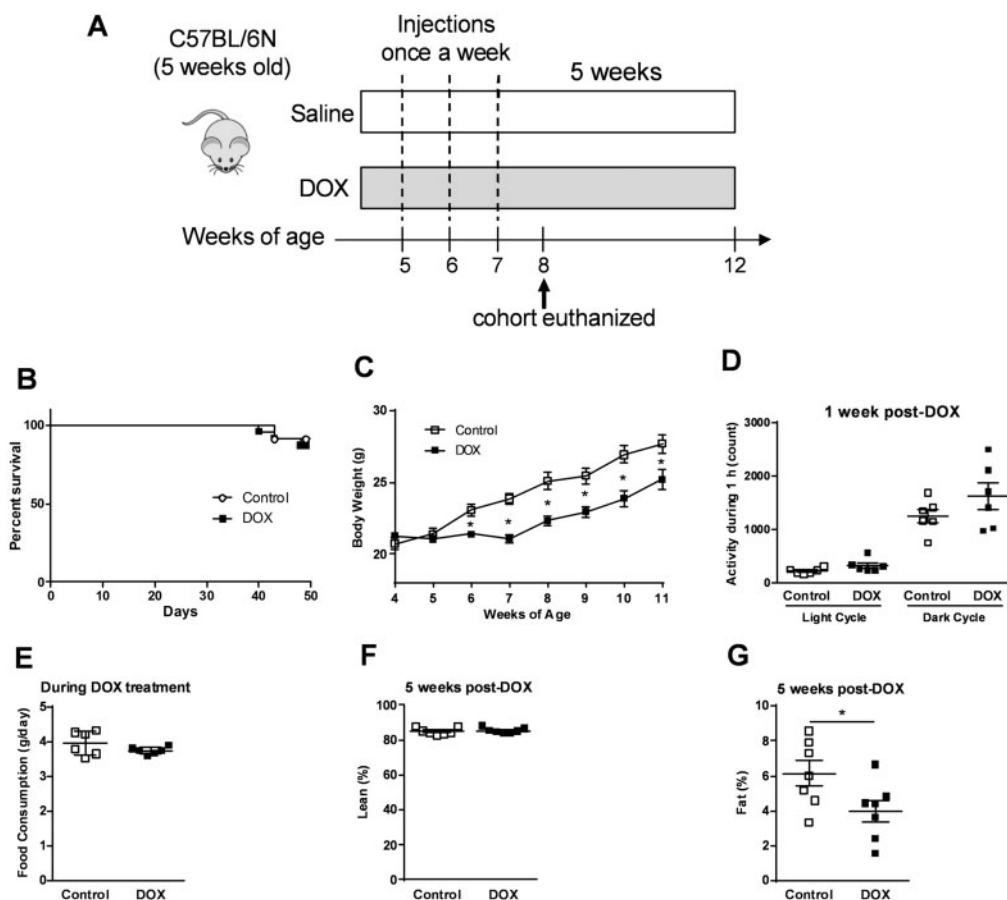 A
C57BL/6N
(5 weeks old)
Injections
once a week
5 weeks
Saline
DOX
Weeks of age
5 6 7 8 12
cohort euthanized
B
Percent survival
100
50
0
0 10 20 30 40 50
Days
Control
DOX
C
Body Weight (g)
30
25
20
Control
DOX
* * * * * *
4 5 6 7 8 9 10 11
Weeks of Age
D
1 week post-DOX
Activity during 1 h (count)
3000
2000
1000
0
Control DOX Control DOX
Light Cycle Dark Cycle
E
During DOX treatment
Food Consumption (g/day)
5
4
3
2
1
0
Control DOX
F
5 weeks post-DOX
Lean (%)
100
80
60
40
20
0
Control DOX
G
5 weeks post-DOX
Fat (%)
10
8
6
4
2
0
*
Control DOX